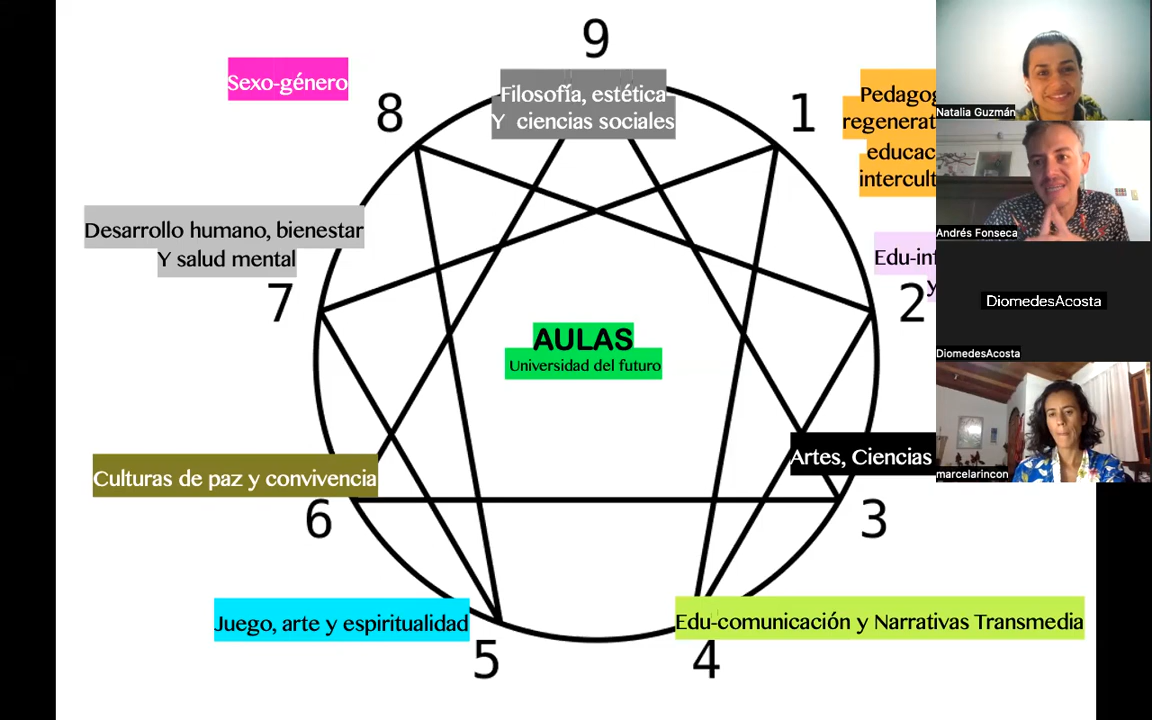 9
Sexo-género
8
Filosofía, estética-
Y ciencias sociales
1
Natalia Guzmán
Desarrollo humano, bienestar
Y salud mental
Andrés Fonseca
7
2
y
DiomedesAcosta
AULAS
Universidad del futuro
DiomedesAcosta
Artes, Ciencias
marcelarincon
Culturas de paz y convivencia
6
3
Juego, arte y espiritualidad
Edu-comunicación y Narrativas Transmedia
5
4